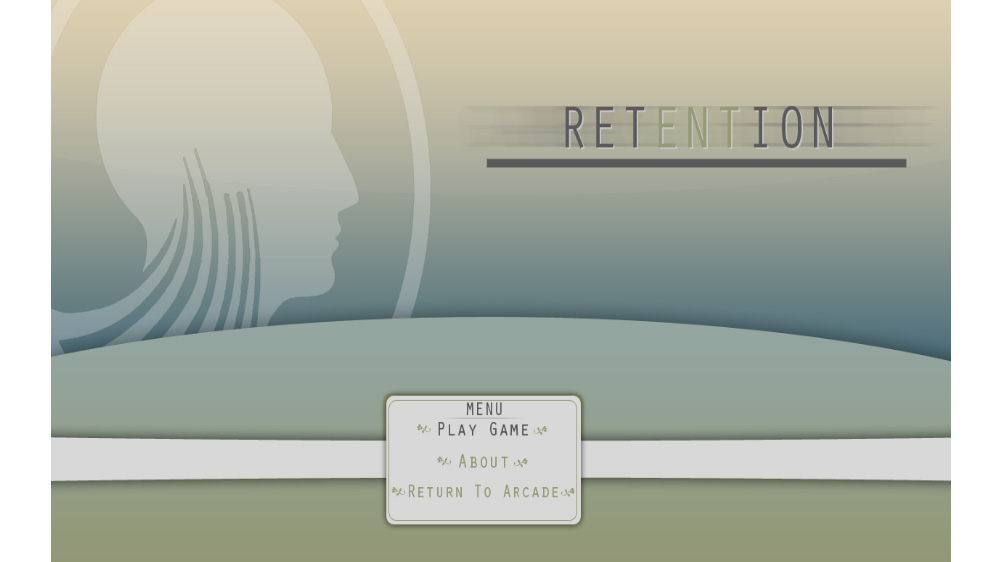 RETENTION
MENU
PLAY GAME
ABOUT
RETURN TO ARCADE